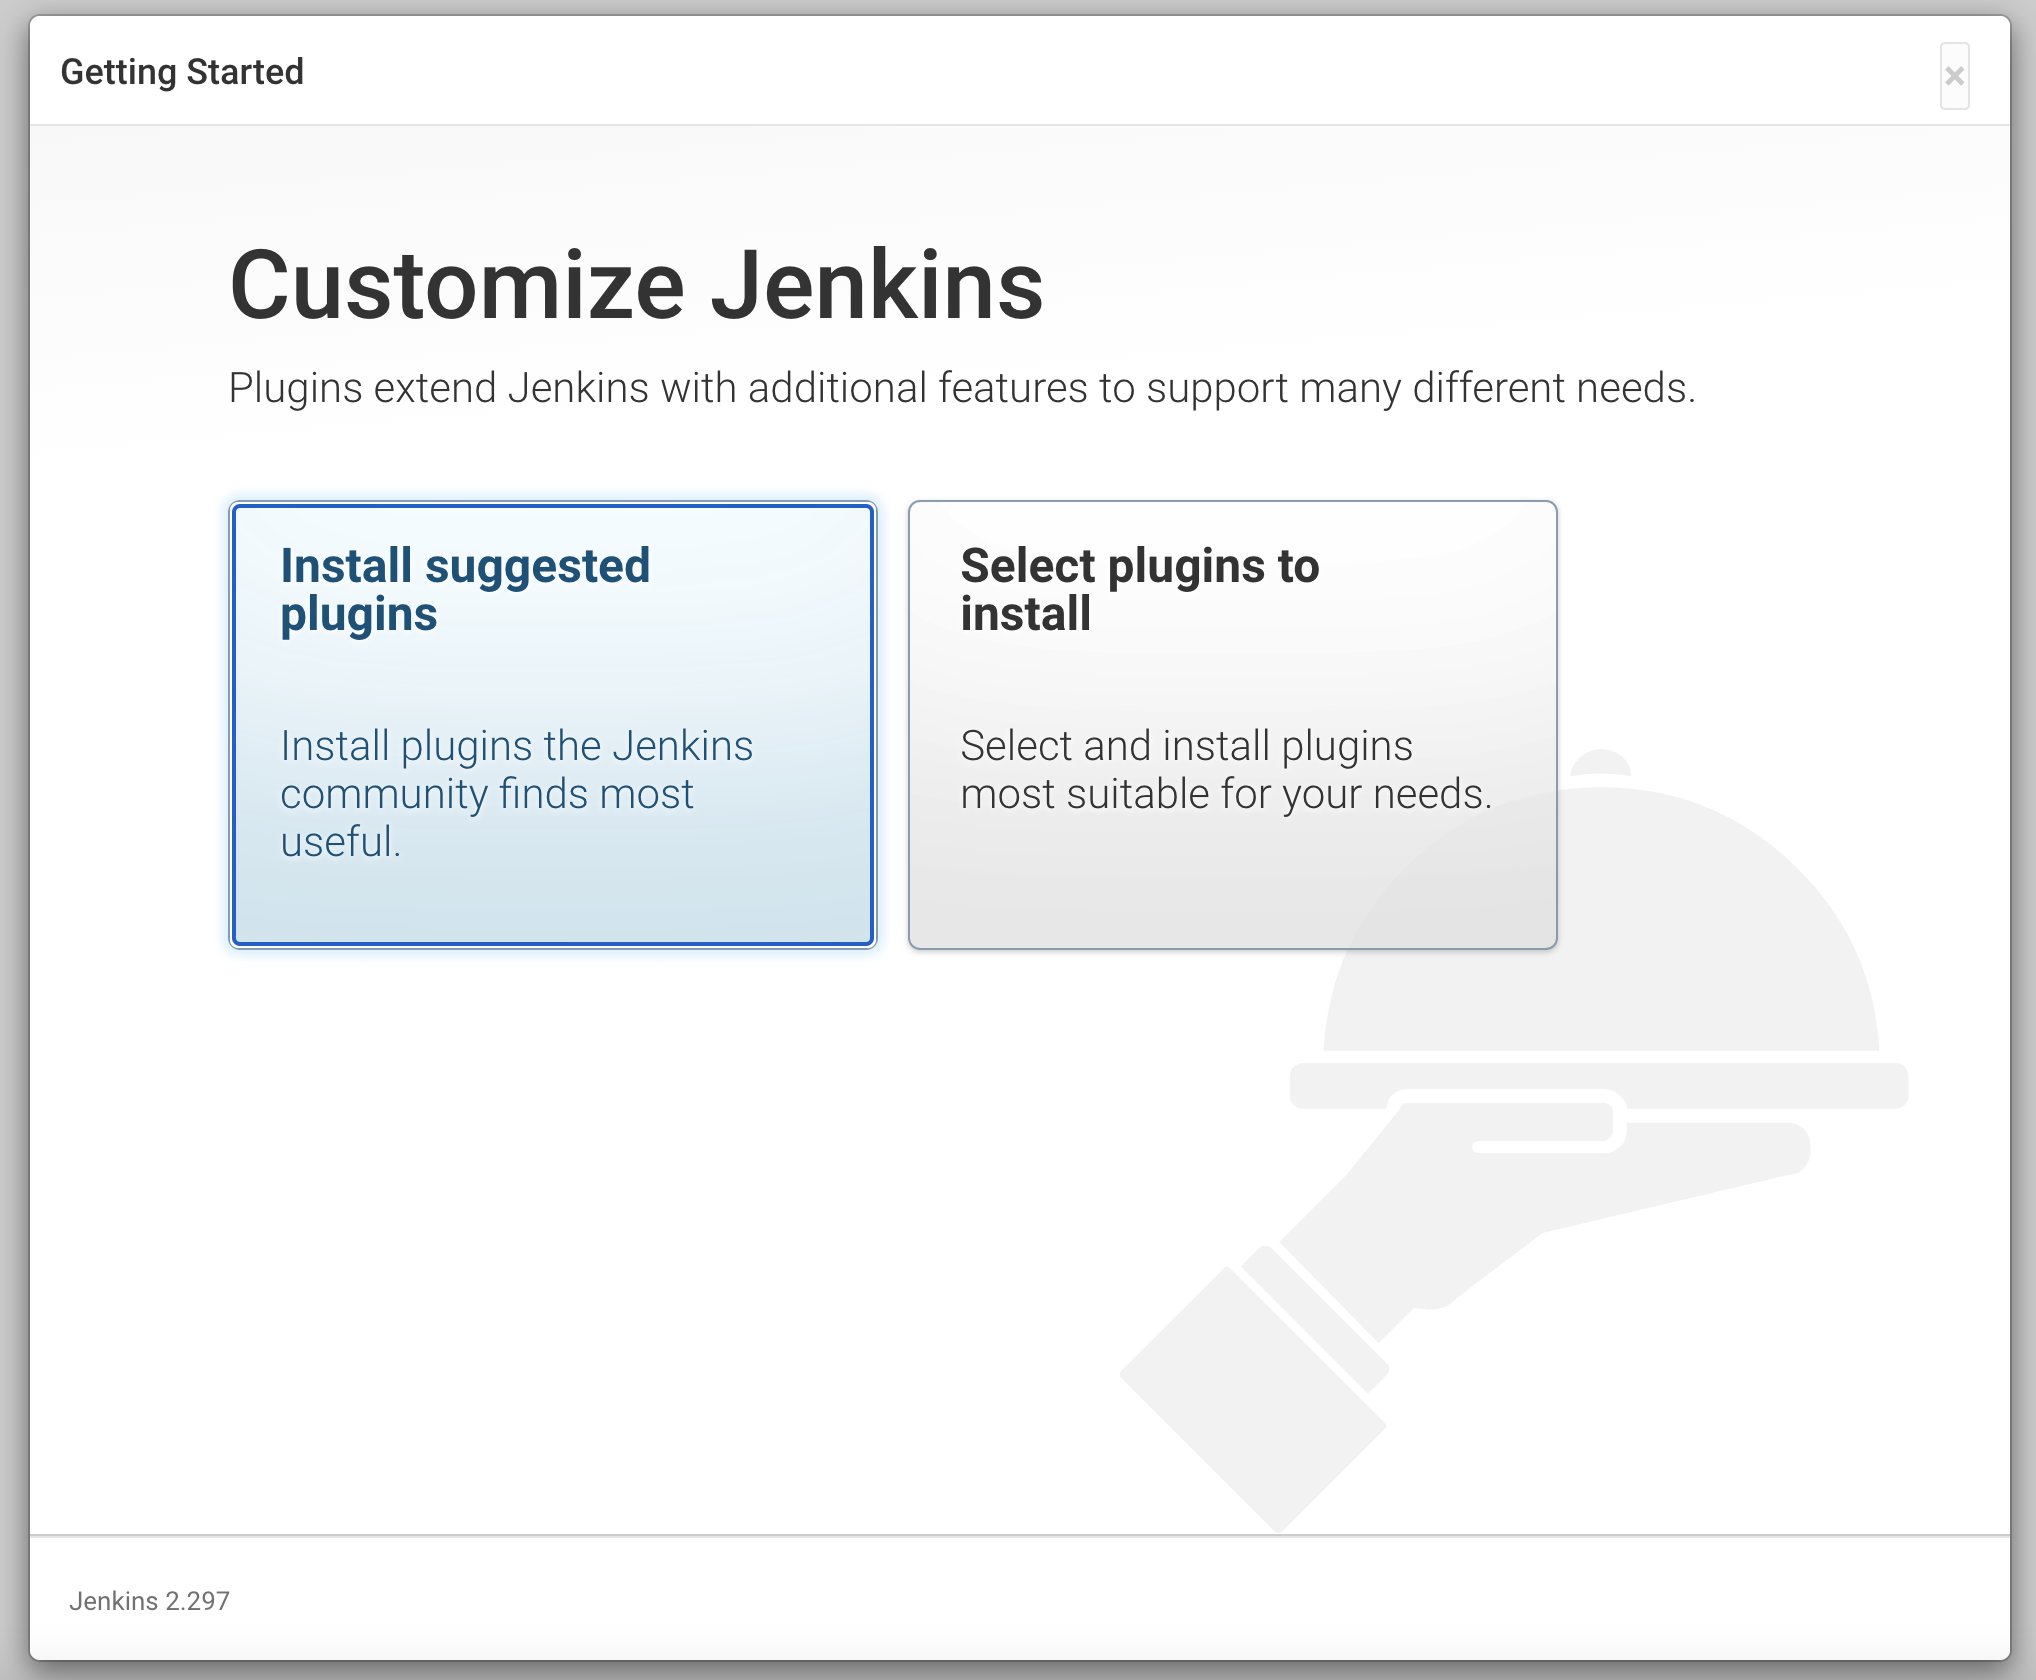 Getting Started
×
Customize Jenkins
Plugins extend Jenkins with additional features to support many different needs.
Install suggested
plugins
Install plugins the Jenkins
community finds most
useful.
Select plugins to
install
Select and install plugins
most suitable for your needs.
Jenkins 2.297